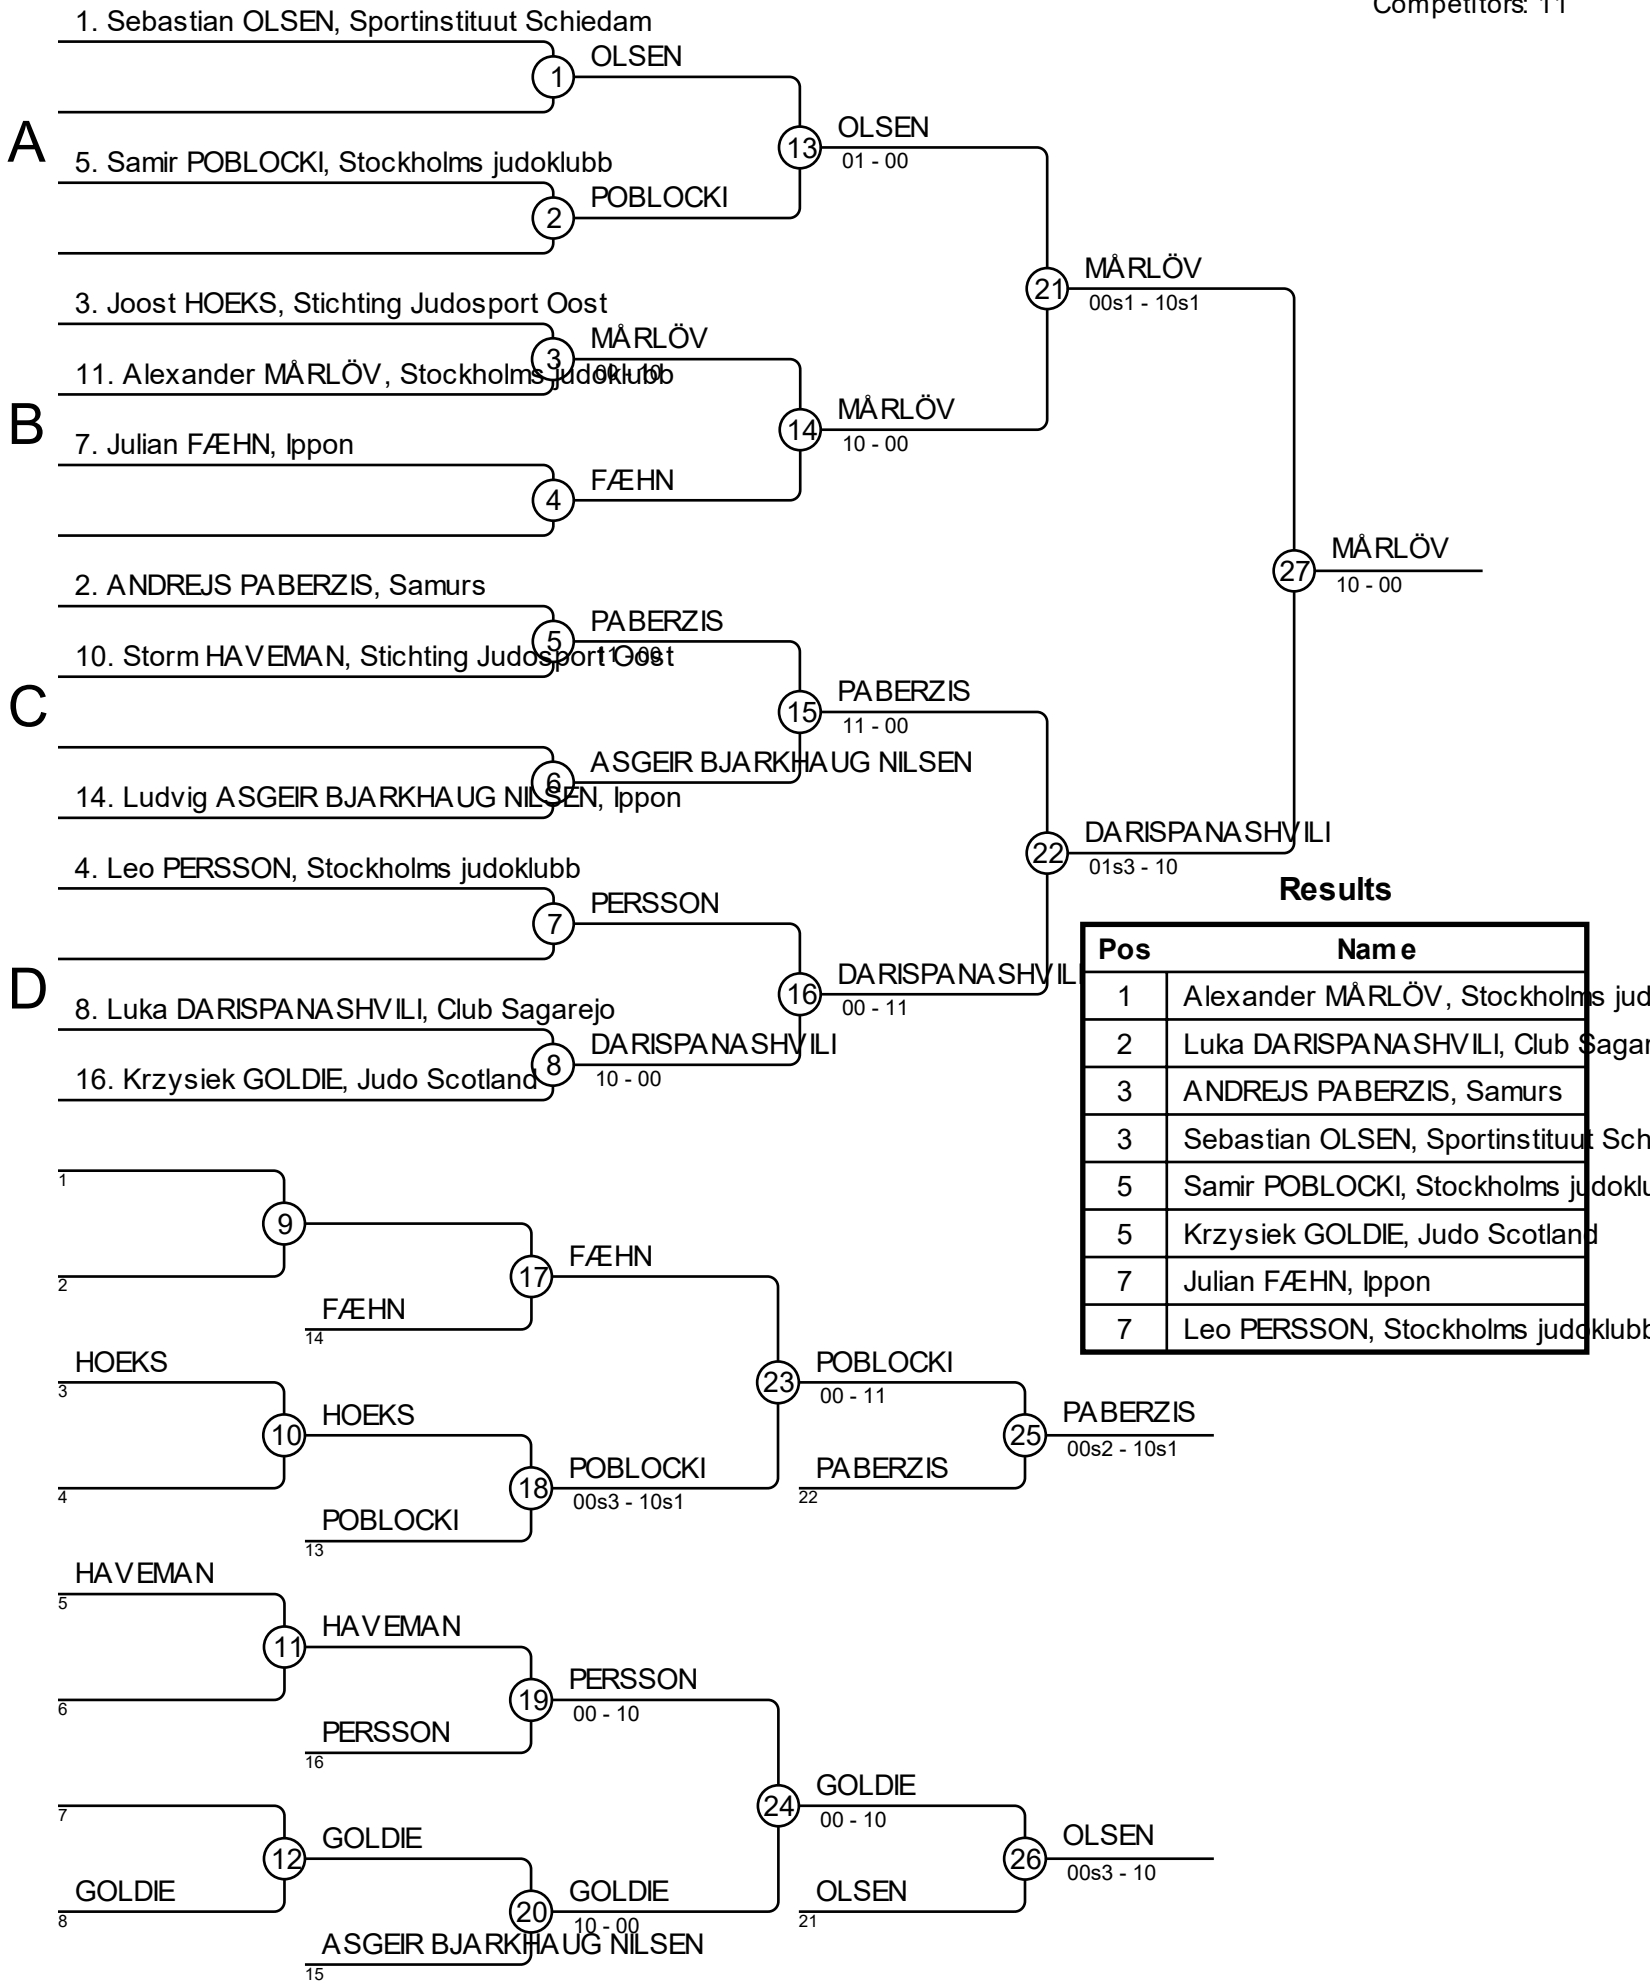 Competitors: 11
1. Sebastian OLSEN, Sportinstituut Schiedam
OLSEN
1
A
OLSEN
13
01 - 00
5. Samir POBLOCKI, Stockholms judoklubb
POBLOCKI
2
MÅRLÖV
21
00s1 - 10s1
3. Joost HOEKS, Stichting Judosport Oost
MÅRLÖV
3
00 - 10
11. Alexander MÅRLÖV, Stockholms judoklubb
B
MÅRLÖV
14
10 - 00
7. Julian FÆHN, Ippon
FÆHN
4
MÅRLÖV
27
10 - 00
2. ANDREJS PABERZIS, Samurs
PABERZIS
5
11 - 00
10. Storm HAVEMAN, Stichting Judosport Oost
C
PABERZIS
15
11 - 00
ASGEIR BJARKHAUG NILSEN
6
14. Ludvig ASGEIR BJARKHAUG NILSEN, Ippon
DARISPANASHVILI
22
01s3 - 10
4. Leo PERSSON, Stockholms judoklubb
PERSSON
7
D
DARISPANASHVILI
16
00 - 11
8. Luka DARISPANASHVILI, Club Sagarejo
DARISPANASHVILI
8
10 - 00
16. Krzysiek GOLDIE, Judo Scotland
Results
Pos Name
1 Alexander MÅRLÖV, Stockholms jud
2 Luka DARISPANASHVILI, Club Sagar
3 ANDREJS PABERZIS, Samurs
3 Sebastian OLSEN, Sportinstituut Sch
5 Samir POBLOCKI, Stockholms judoklu
5 Krzysiek GOLDIE, Judo Scotland
7 Julian FÆHN, Ippon
7 Leo PERSSON, Stockholms judoklubb
1
9
2
FÆHN
17
FÆHN
14
HOEKS
3
POBLOCKI
23
00 - 11
HOEKS
10
PABERZIS
25
00s2 - 10s1
4
POBLOCKI
18
00s3 - 10s1
PABERZIS
22
POBLOCKI
13
HAVEMAN
5
HAVEMAN
11
6
PERSSON
19
00 - 10
PERSSON
16
7
GOLDIE
24
00 - 10
GOLDIE
12
OLSEN
26
00s3 - 10
GOLDIE
8
GOLDIE
20
10 - 00
OLSEN
21
ASGEIR BJARKHAUG NILSEN
15